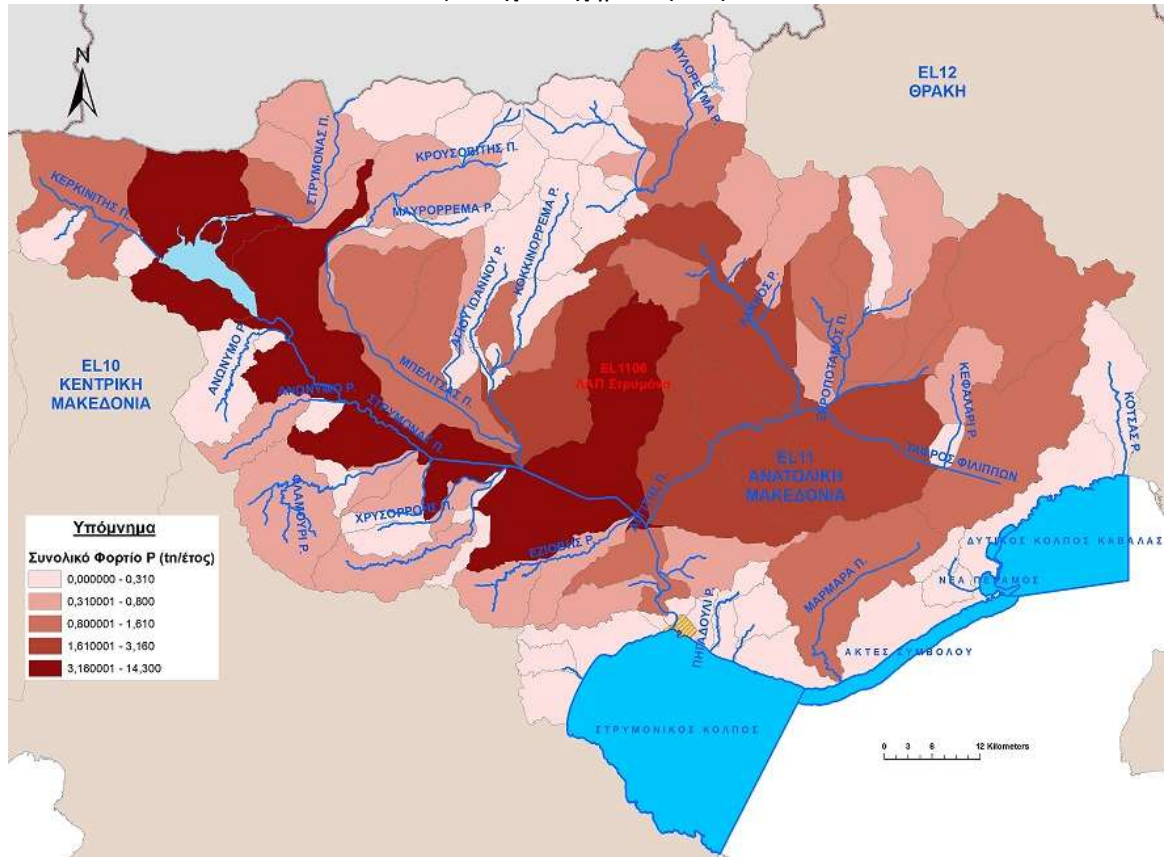 N
EL12
ΘΡΑΚΗ
ΜΥΛΟΡΕΥΜΑ Ρ.
ΣΤΡΥΜΟΝΑΣ Π.
ΚΡΟΥΣΟΒΙΤΗΣ Π.
ΚΕΡΚΙΝΙΤΗΣ Π.
ΜΑΥΡΟΡΡΕΜΑ Ρ.
ΑΓΙΟΥ ΙΩΑΝΝΟΥ Ρ.
ΚΟΚΚΙΝΟΡΡΕΜΑ Ρ.
ΑΝΩΝΥΜΟ Ρ.
EL10
ΚΕΝΤΡΙΚΗ
ΜΑΚΕΔΟΝΙΑ
ΑΝΩΝΥΜΟ Ρ.
ΜΠΕΛΙΤΣΑΣ Π.
ΣΤΡΥΜΟΝΑΣ Π.
EL1106
ΛΑΠ Στρυμόνα
ΞΗΡΟΠΟΤΑΜΟΣ Π.
ΚΕΦΑΛΑΡΙ Ρ.
ΚΟΤΣΑΣ Ρ.
ΤΑΦΡΟΣ ΦΙΛΙΠΠΩΝ
EL11
ΑΝΑΤΟΛΙΚΗ
ΜΑΚΕΔΟΝΙΑ
ΦΛΑΜΟΥΡΙ Ρ.
ΧΡΥΣΟΡΡΟΗΣ Π.
ΕΖΙΟΒΗΣ Ρ.
ΔΥΤΙΚΟΣ ΚΟΛΠΟΣ ΚΑΒΑΛΑΣ
ΝΕΑ ΠΕΡΑΜΟΣ
ΜΑΡΜΑΡΑ Π.
ΠΗΓΑΔΟΥΛΙ Ρ.
ΑΚΤΕΣ ΣΥΜΒΟΛΟΥ
ΣΤΡΥΜΟΝΙΚΟΣ ΚΟΛΠΟΣ
Υπόμνημα
Συνολικό Φορτίο P (tn/έτος)
0,000000 - 0,310
0,310001 - 0,800
0,800001 - 1,610
1,610001 - 3,160
3,160001 - 14,300
0 3 6 12 Kilometers